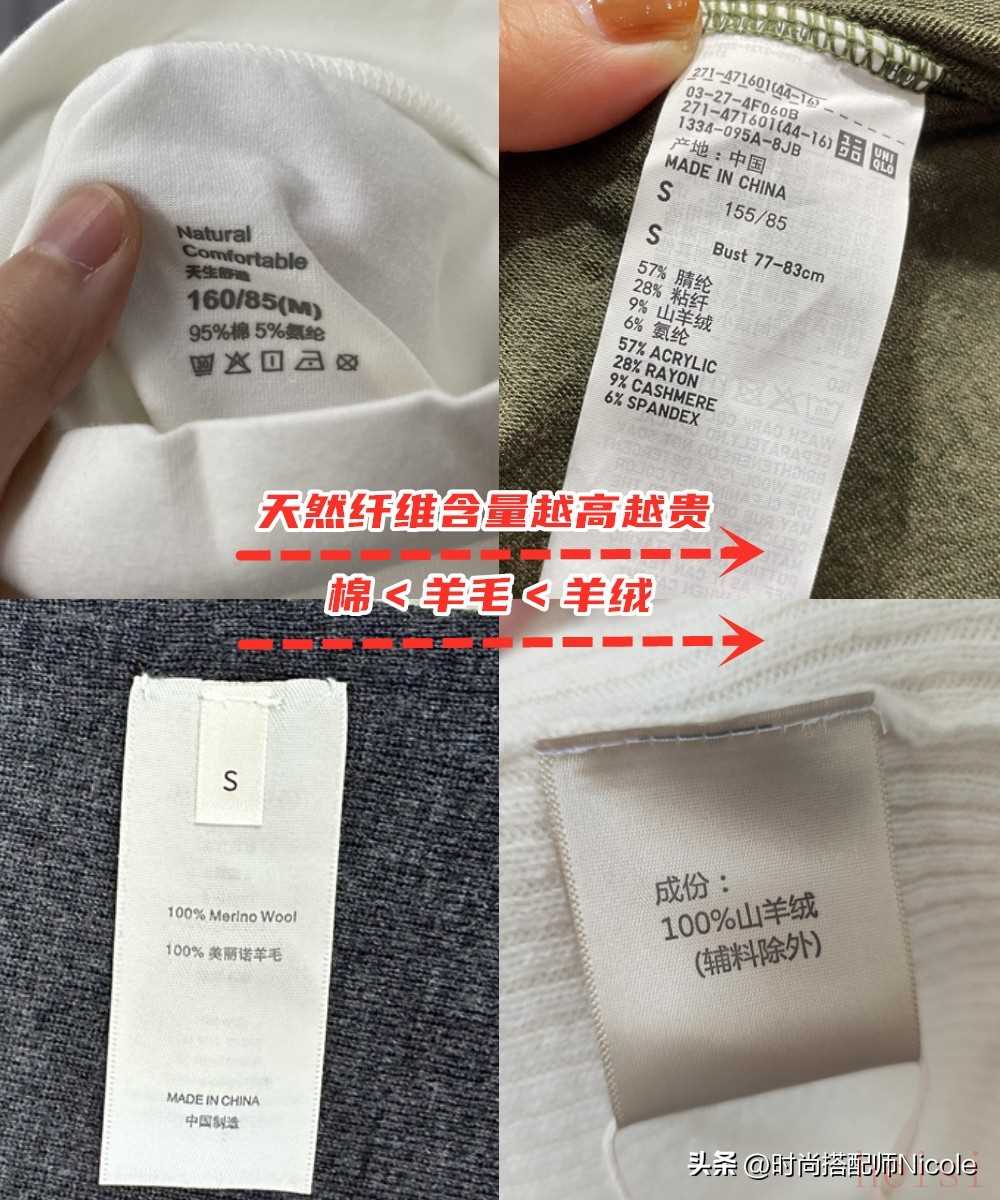 Natural
Comfortable
天生舒适
160/85(M)
95%棉 5%氨纶
271-471601(44-16)
03-27-4F060B
271-471601(44-16)
1334-095A-8JB
ユニ
クロ
UNI
QLO
产地:中国
MADE IN CHINA
S
155/85
S
Bust 77-83cm
57% 腈纶
28% 粘纤
9% 山羊绒
6% 氨纶
57% ACRYLIC
28% RAYON
9% CASHMERE
6% SPANDEX
天然纤维含量越高越贵
棉<羊毛<羊绒
S
100% Merino Wool
100% 美丽诺羊毛
MADE IN CHINA
中国制造
成份:
100%山羊绒
(辅料除外)
头条 @时尚搭配师Nicole